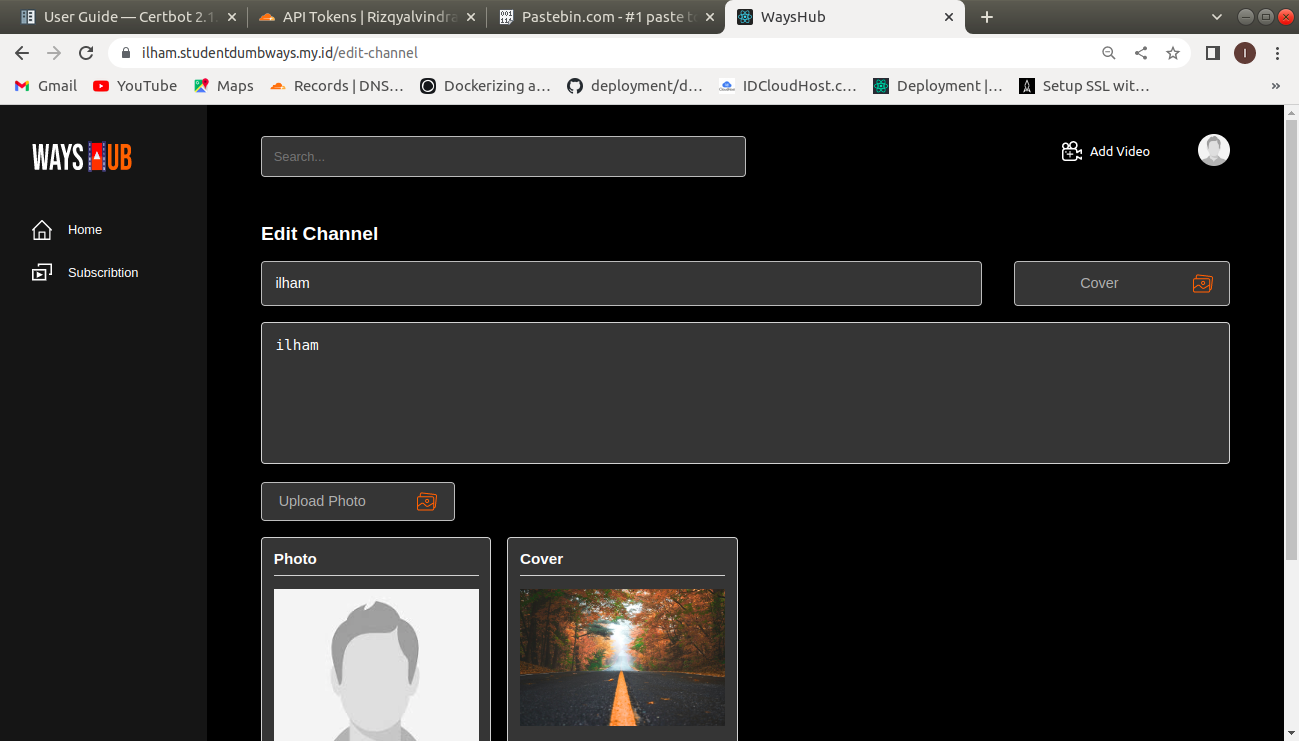 User Guide — Certbot 2.1.
API Tokens | Rizqyalvindra
Pastebin.com - #1 paste to
WaysHub
ilham.studentdumbways.my.id/edit-channel
I
Gmail
YouTube
Maps
Records | DNS...
Dockerizing a...
deployment/d...
IDCloudHost.c...
Deployment |...
Setup SSL wit...
»
WAYS HUB
Search...
Add Video
Home
Subscribtion
Edit Channel
ilham
Cover
ilham
Upload Photo
Photo
Cover